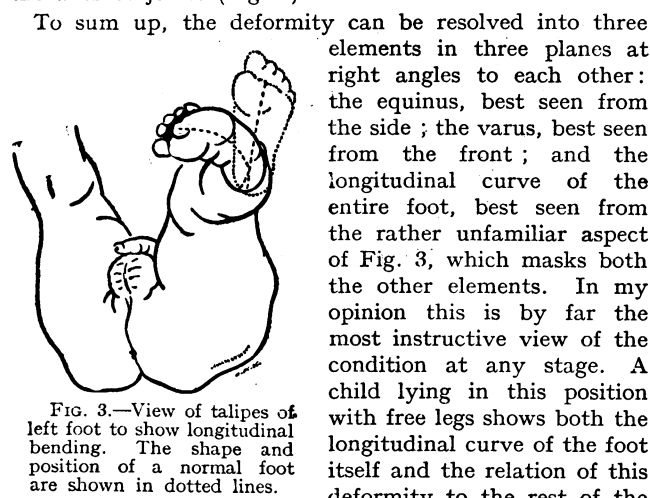 To sum up, the deformity can be resolved into three
elements in three planes at
right angles to each other:
the equinus, best seen from
the side ; the varus, best seen
from the front ; and the
longitudinal curve of the
entire foot, best seen from
the rather unfamiliar aspect
of Fig. 3, which masks both
the other elements. In my
opinion this is by far the
most instructive view of the
condition at any stage. A
child lying in this position
with free legs shows both the
longitudinal curve of the foot
itself and the relation of this
deformity to the rest of the
FIG. 3.—View of talipes of
left foot to show longitudinal
bending. The shape and
position of a normal foot
are shown in dotted lines.